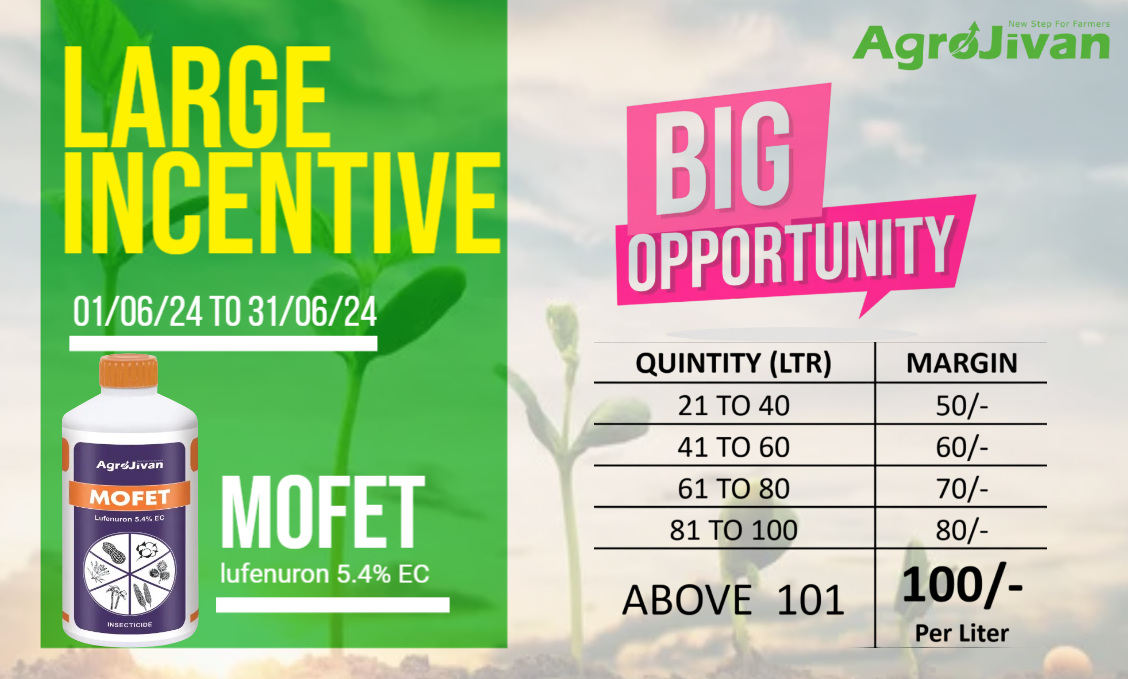 LARGE
INCENTIVE
01/06/24 TO 31/06/24
AgroJivan
MOFET
Lufenuron 5.4% EC
INSECTICIDE
MOFET
lufenuron 5.4% EC
New Step For Farmers
AgroJivan
BIG
OPPORTUNITY
QUINTITY (LTR) MARGIN
21 TO 40 50/-
41 TO 60 60/-
61 TO 80 70/-
81 TO 100 80/-
ABOVE 101 100/-
Per Liter